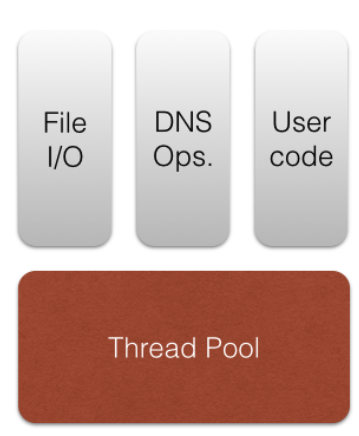 File
I/O
DNS
Ops.
User
code
Thread Pool